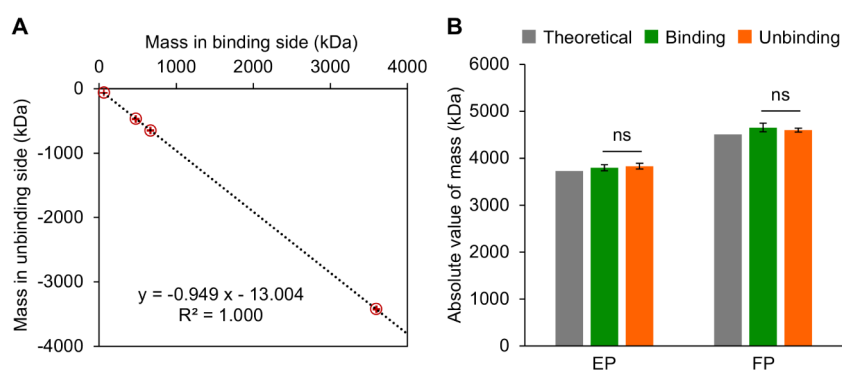 A
Mass in binding side (kDa)
0 1000 2000 3000 4000
Mass in unbinding side (kDa)
0
-1000
-2000
-3000
-4000
y = -0.949 x - 13.004
R² = 1.000
B
Theoretical Binding Unbinding
Absolute value of mass (kDa)
6000
5000
4000
3000
2000
1000
0
ns
ns
EP FP